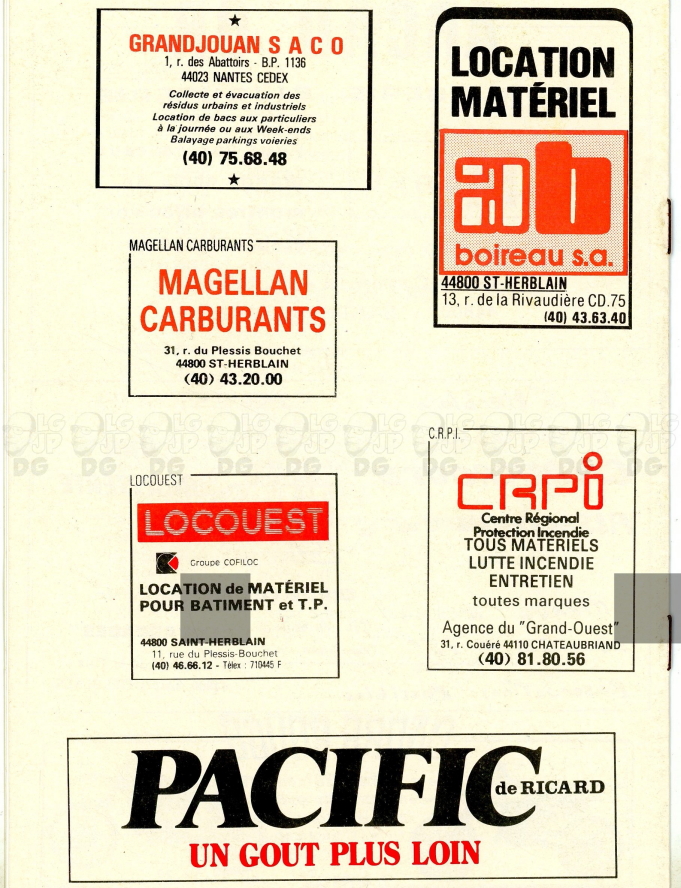 ★
GRANDJOUAN S A C O
1, r. des Abattoirs - B.P. 1136
44023 NANTES CEDEX
Collecte et évacuation des
résidus urbains et industriels
Location de bacs aux particuliers
à la journée ou aux Week-ends
Balayage parkings voieries
(40) 75.68.48
★
LOCATION
MATÉRIEL
ab
boireau s.a.
44800 ST-HERBLAIN
13, r. de la Rivaudière CD.75
(40) 43.63.40
MAGELLAN CARBURANTS
MAGELLAN
CARBURANTS
31, r. du Plessis Bouchet
44800 ST-HERBLAIN
(40) 43.20.00
LOCOUEST
LOCOUEST
Groupe COFILOC
LOCATION de MATÉRIEL
POUR BATIMENT et T.P.
44800 SAINT-HERBLAIN
11, rue du Plessis-Bouchet
(40) 46.66.12 - Télex : 710445 F
C.R.P.I.
CRPI
Centre Régional
Protection Incendie
TOUS MATERIELS
LUTTE INCENDIE
ENTRETIEN
toutes marques
Agence du "Grand-Ouest"
31, r. Couéré 44110 CHATEAUBRIAND
(40) 81.80.56
PACIFIC
de RICARD
UN GOUT PLUS LOIN